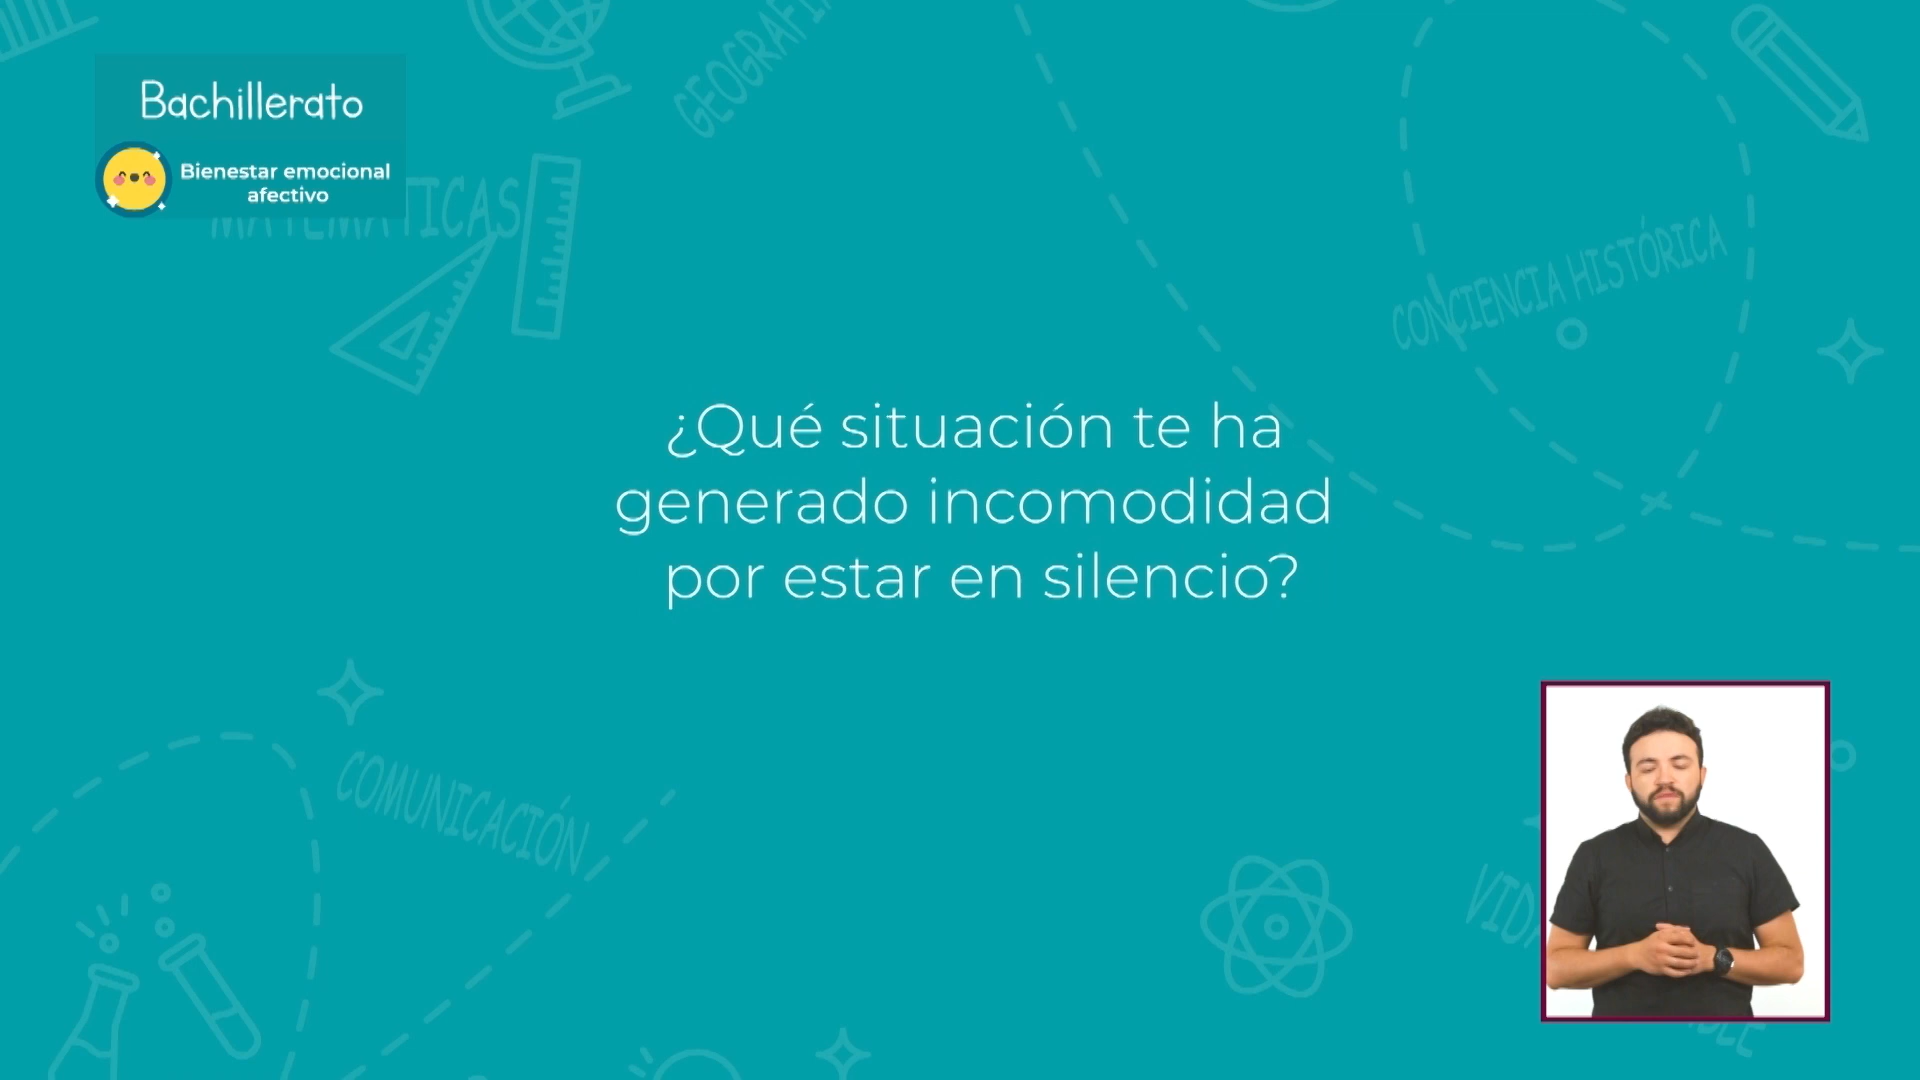 Bachillerato
Bienestar emocional
afectivo
GEOGRAFÍA
MATEMÁTICAS
CONCIENCIA HISTÓRICA
¿Qué situación te ha
generado incomodidad
por estar en silencio?
COMUNICACIÓN